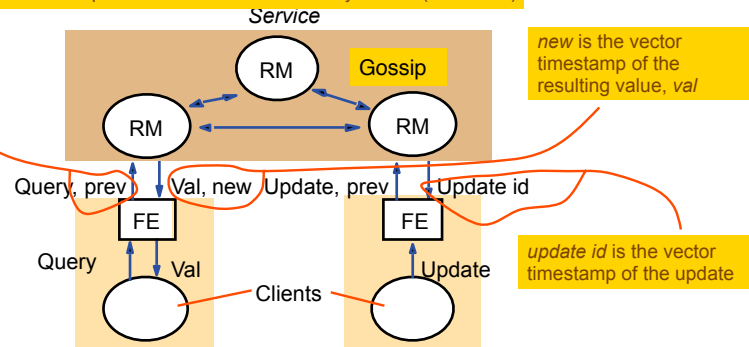 Service
RM
Gossip
new is the vector
timestamp of the
resulting value, val
RM
RM
Query, prev
Val, new
Update, prev
Update id
FE
FE
Query
Val
Update
Clients
update id is the vector
timestamp of the update